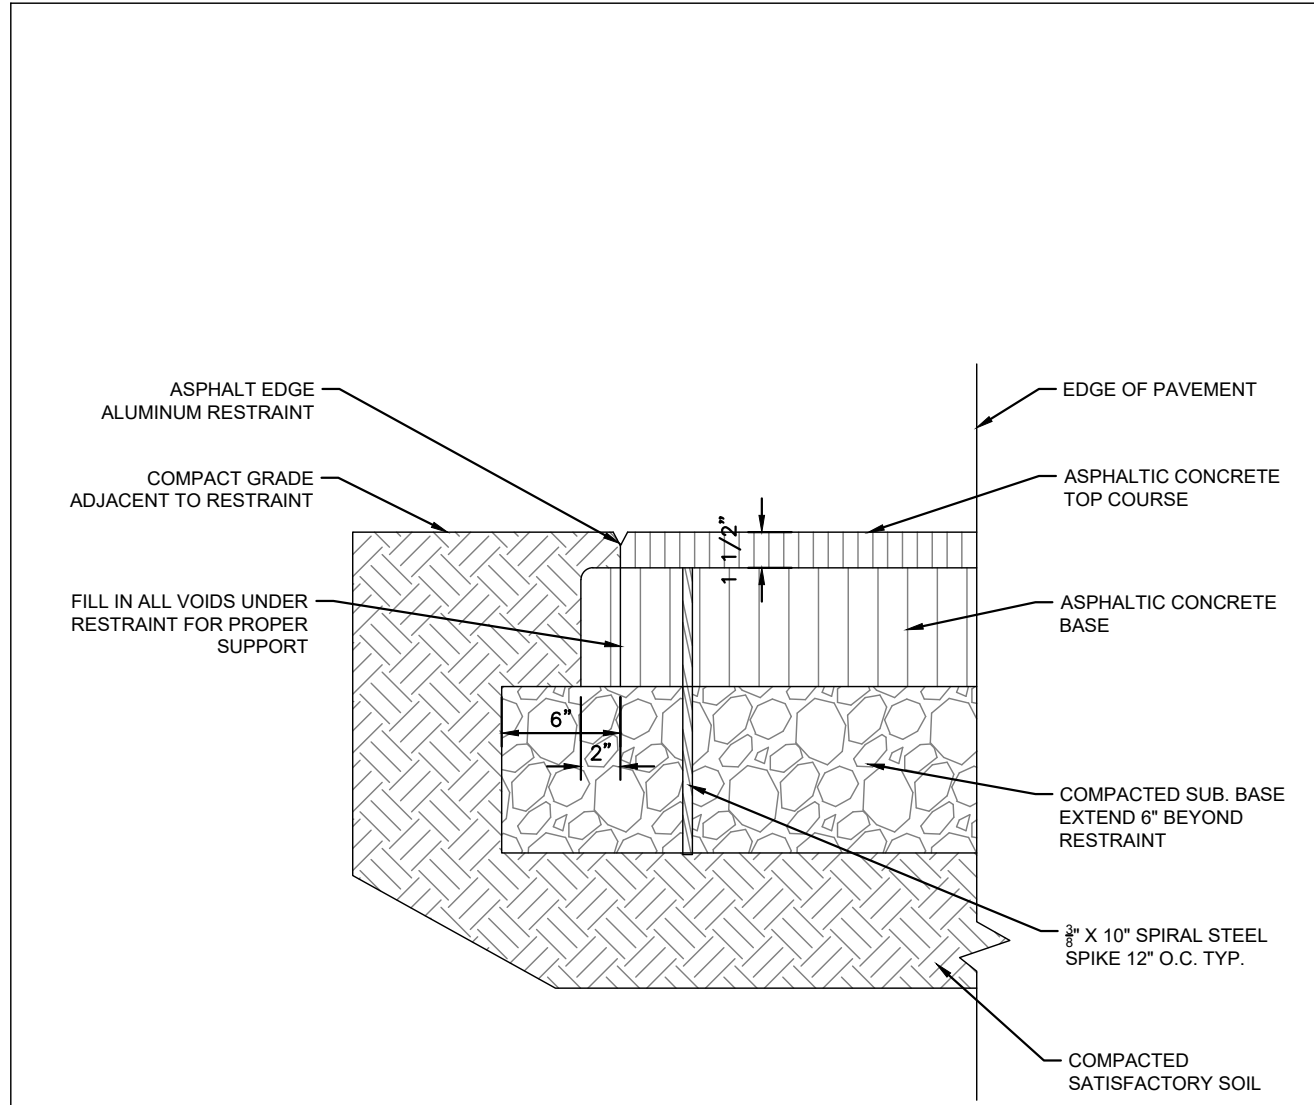 ASPHALT EDGE
ALUMINUM RESTRAINT
COMPACT GRADE
ADJACENT TO RESTRAINT
FILL IN ALL VOIDS UNDER
RESTRAINT FOR PROPER
SUPPORT
1 1/2”
6”
2”
EDGE OF PAVEMENT
ASPHALTIC CONCRETE
TOP COURSE
ASPHALTIC CONCRETE
BASE
COMPACTED SUB. BASE
EXTEND 6" BEYOND
RESTRAINT
3/8" X 10" SPIRAL STEEL
SPIKE 12" O.C. TYP.
COMPACTED
SATISFACTORY SOIL